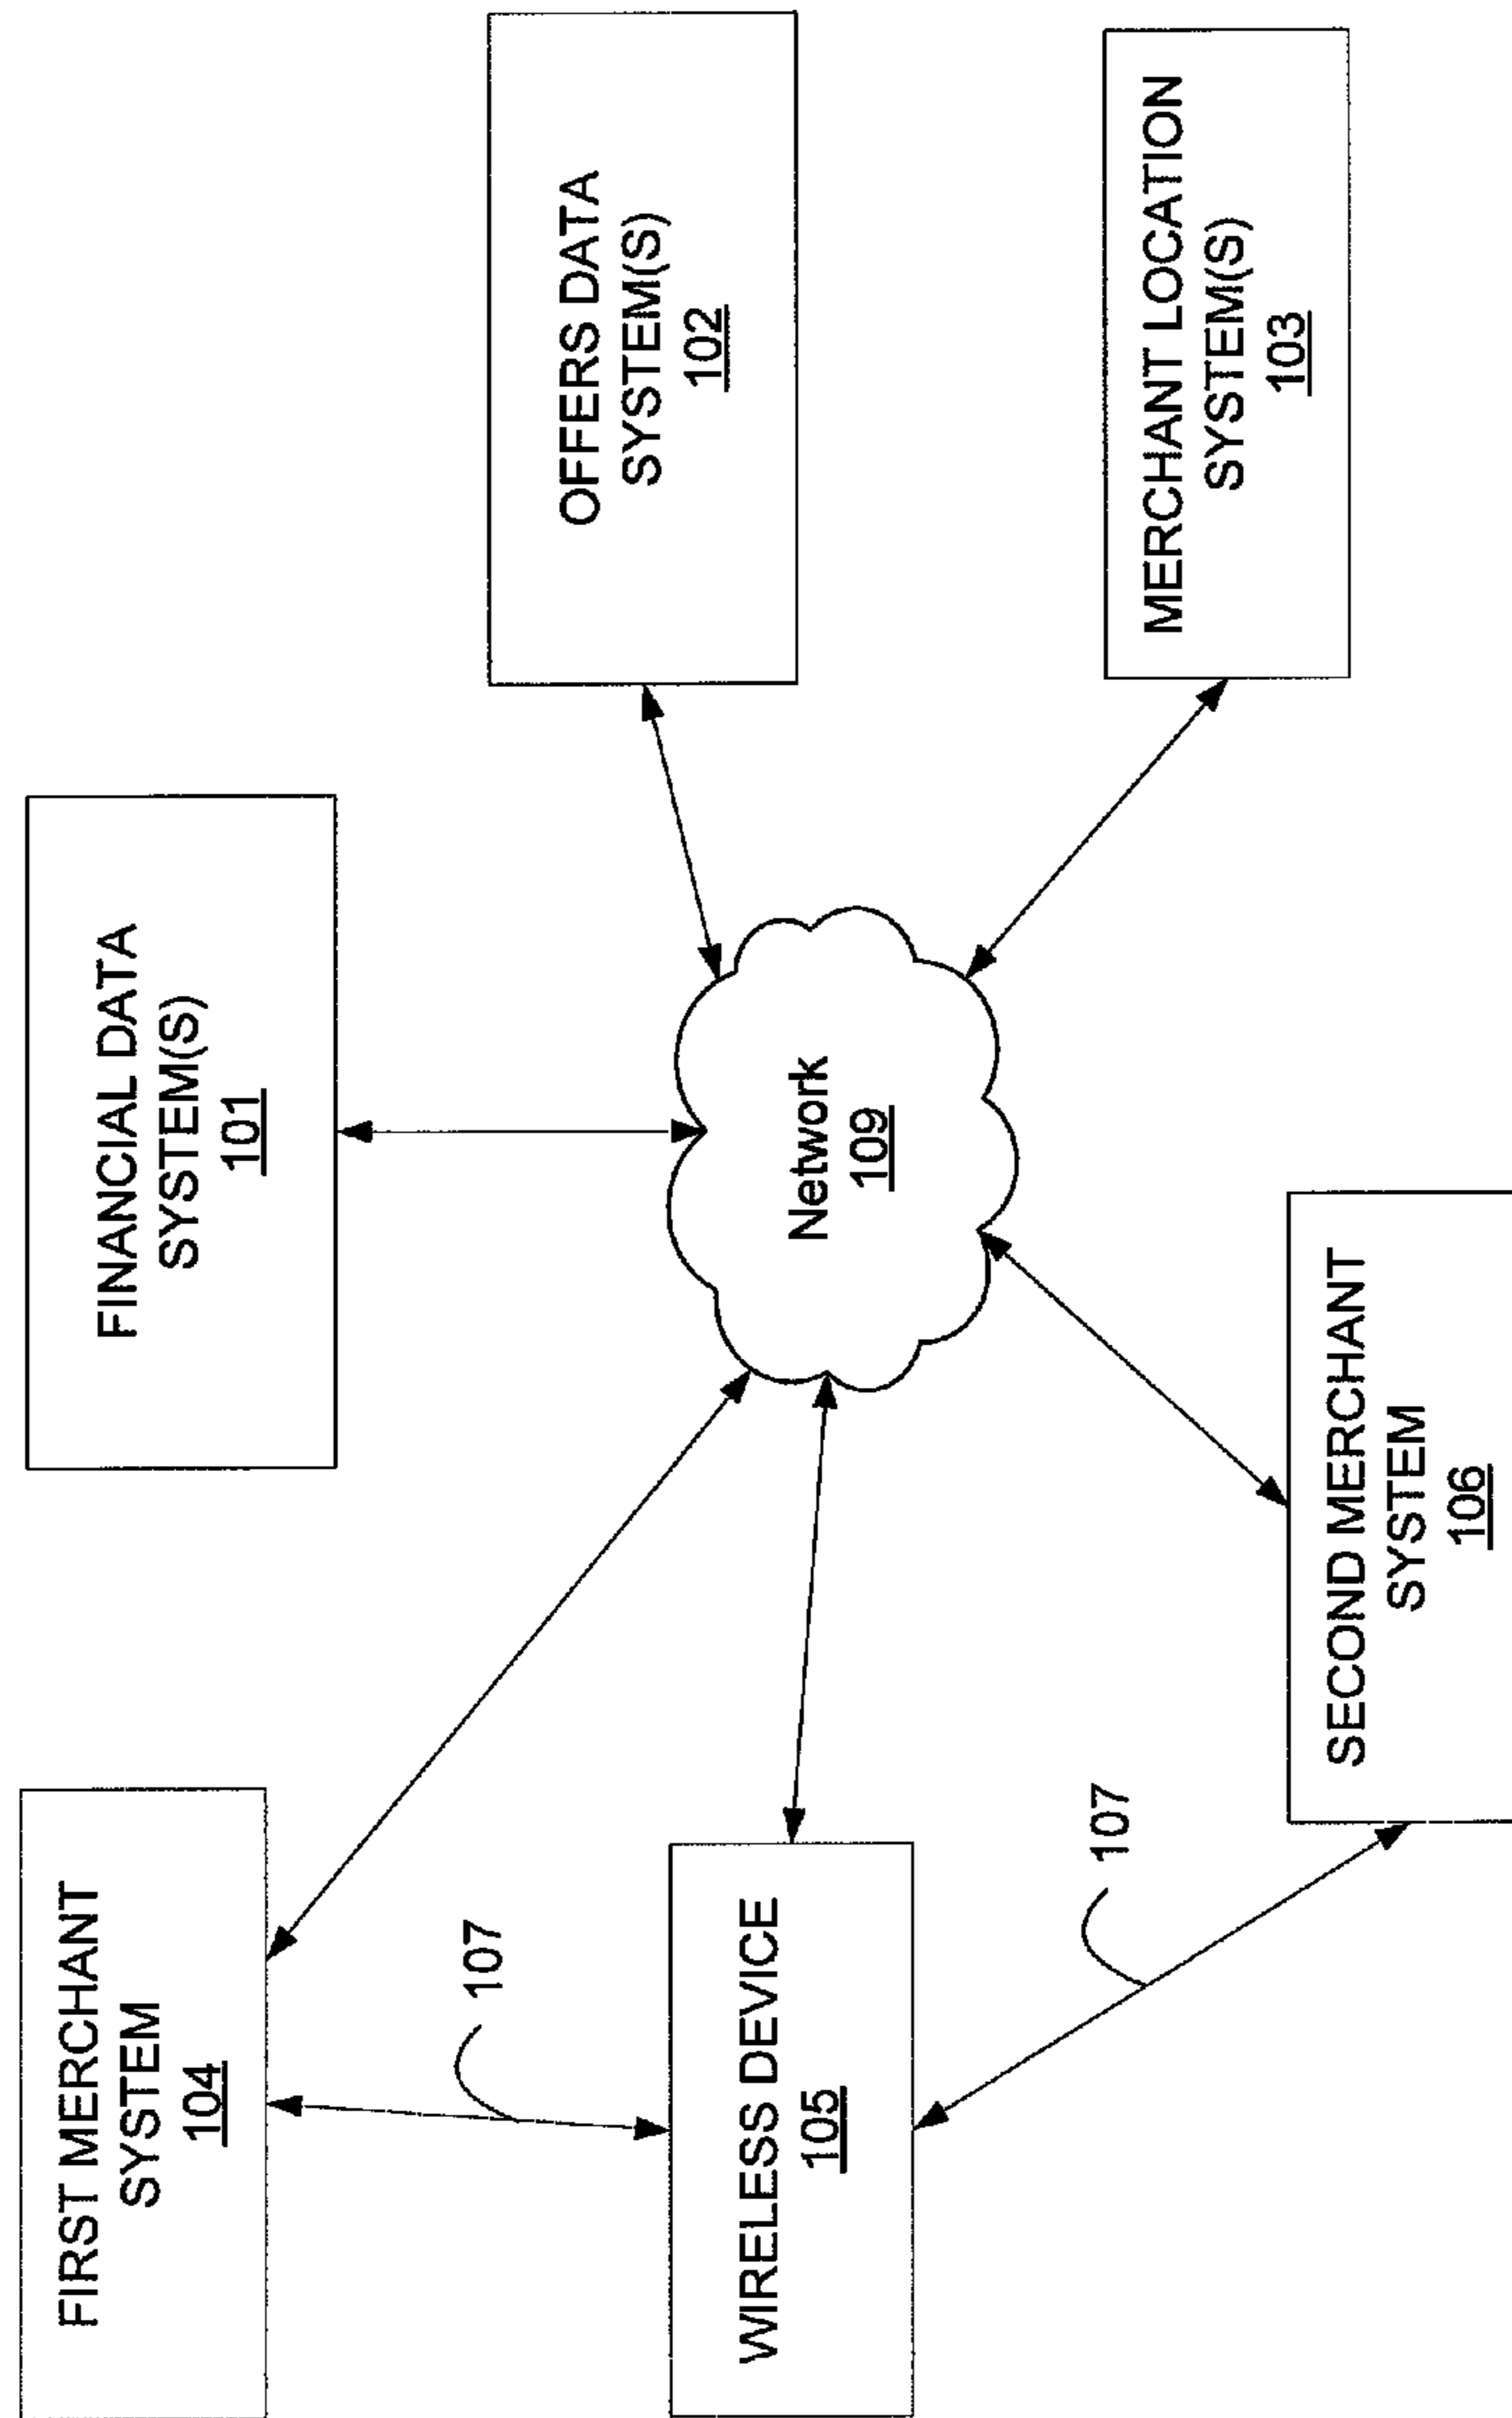 FIRST MERCHANT
SYSTEM
104
FINANCIAL DATA
SYSTEM(S)
101
OFFERS DATA
SYSTEM(S)
102
107
WIRELESS DEVICE
105
Network
109
107
MERCHANT LOCATION
SYSTEM(S)
103
SECOND MERCHANT
SYSTEM
106